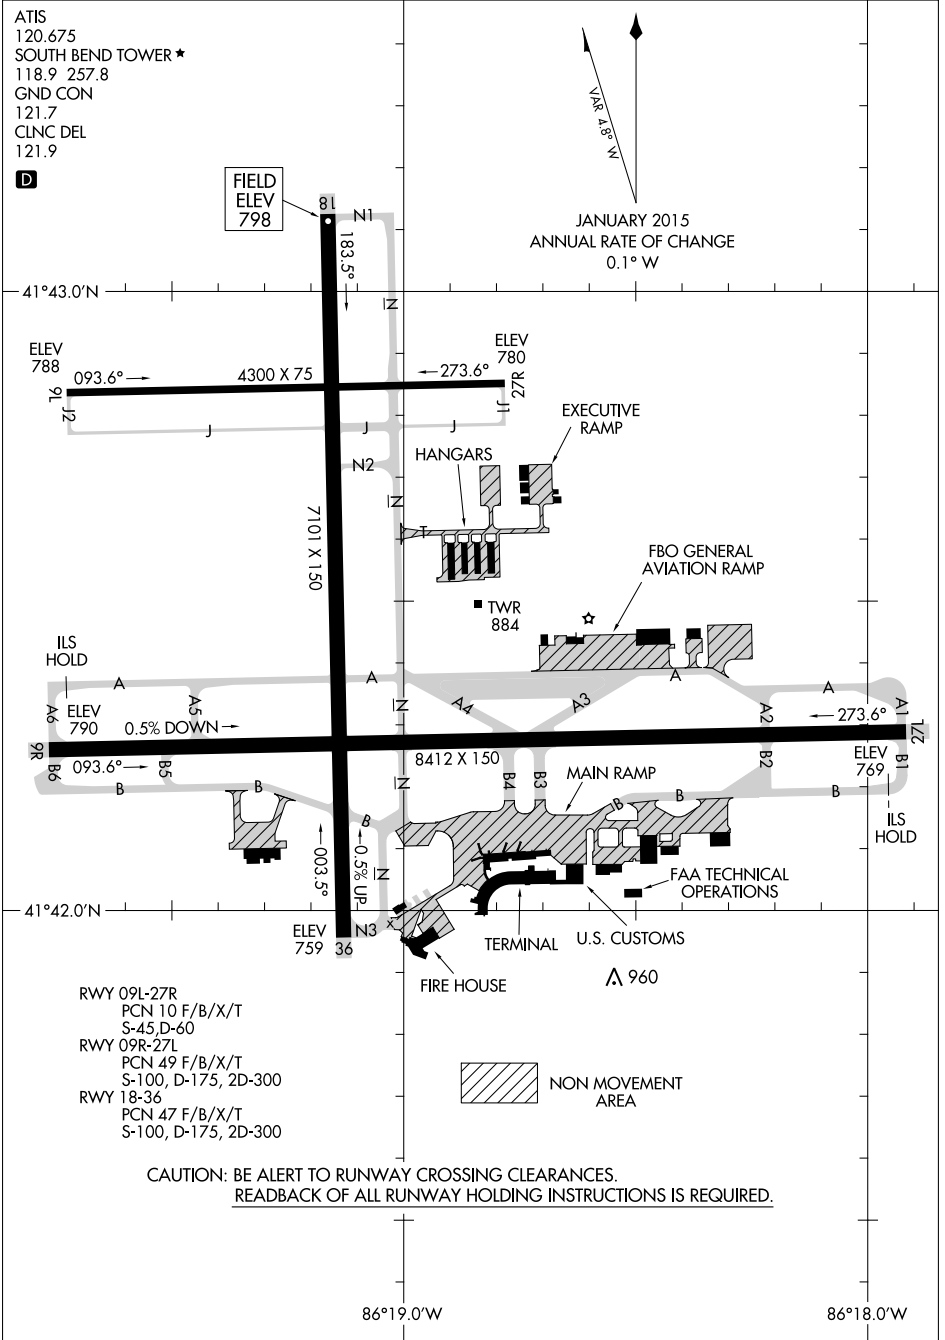 ATIS
120.675
SOUTH BEND TOWER★
118.9 257.8
GND CON
121.7
CLNC DEL
121.9
D
VAR 4.8° W
JANUARY 2015
ANNUAL RATE OF CHANGE
0.1° W
FIELD
ELEV
798
18
N1
183.5°
N
41°43.0'N
ELEV
788
093.6°
4300 X 75
273.6°
ELEV
780
9L
27R
J2
J
J
J
J1
N2
N
7101 X 150
HANGARS
EXECUTIVE
RAMP
T
FBO GENERAL
AVIATION RAMP
TWR
884
ILS
HOLD
A
A
A
A
A6
ELEV
790
A5
0.5% DOWN
N
A4
A3
A2
273.6°
A1
9R
27L
093.6°
8412 X 150
ELEV
769
B6
B5
N
B4
B3
MAIN RAMP
B2
B1
B
B
B
B
B
B
ILS
HOLD
003.5°
0.5% UP
N
FAA TECHNICAL
OPERATIONS
41°42.0'N
ELEV
759
36
N3
x
TERMINAL
U.S. CUSTOMS
FIRE HOUSE
960
RWY 09L-27R
PCN 10 F/B/X/T
S-45,D-60
RWY 09R-27L
PCN 49 F/B/X/T
S-100, D-175, 2D-300
RWY 18-36
PCN 47 F/B/X/T
S-100, D-175, 2D-300
NON MOVEMENT
AREA
CAUTION: BE ALERT TO RUNWAY CROSSING CLEARANCES.
READBACK OF ALL RUNWAY HOLDING INSTRUCTIONS IS REQUIRED.
86°19.0'W
86°18.0'W